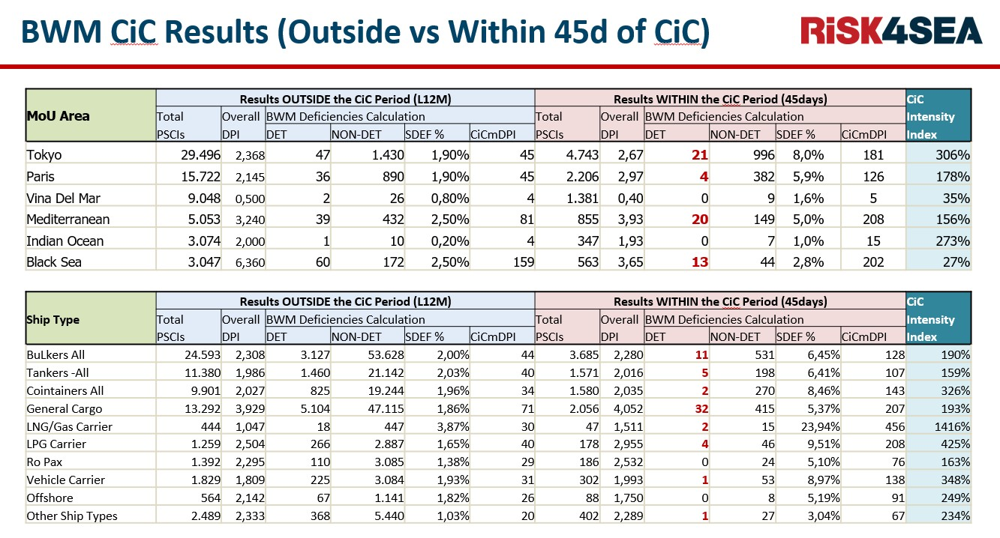 BWM CiC Results (Outside vs Within 45d of CiC)
RiSK4SEA
MoU Area | Results OUTSIDE the CiC Period (L12M) | Results WITHIN the CiC Period (45days) | CiC Intensity Index
Total PSCIs | Overall DPI | BWM Deficiencies Calculation | Total PSCIs | Overall DPI | BWM Deficiencies Calculation
DET | NON-DET | SDEF % | CiCmDPI | DET | NON-DET | SDEF % | CiCmDPI
Tokyo 29.496 2,368 47 1.430 1,90% 45 4.743 2,67 21 996 8,0% 181 306%
Paris 15.722 2,145 36 890 1,90% 45 2.206 2,97 4 382 5,9% 126 178%
Vina Del Mar 9.048 0,500 2 26 0,80% 4 1.381 0,40 0 9 1,6% 5 35%
Mediterranean 5.053 3,240 39 432 2,50% 81 855 3,93 20 149 5,0% 208 156%
Indian Ocean 3.074 2,000 1 10 0,20% 4 347 1,93 0 7 1,0% 15 273%
Black Sea 3.047 6,360 60 172 2,50% 159 563 3,65 13 44 2,8% 202 27%
Ship Type | Results OUTSIDE the CiC Period (L12M) | Results WITHIN the CiC Period (45days) | CiC Intensity Index
Total PSCIs | Overall DPI | BWM Deficiencies Calculation | Total PSCIs | Overall DPI | BWM Deficiencies Calculation
DET | NON-DET | SDEF % | CiCmDPI | DET | NON-DET | SDEF % | CiCmDPI
BuLkers All 24.593 2,308 3.127 53.628 2,00% 44 3.685 2,280 11 531 6,45% 128 190%
Tankers -All 11.380 1,986 1.460 21.142 2,03% 40 1.571 2,016 5 198 6,41% 107 159%
Cointainers All 9.901 2,027 825 19.244 1,96% 34 1.580 2,035 2 270 8,46% 143 326%
General Cargo 13.292 3,929 5.104 47.115 1,86% 71 2.056 4,052 32 415 5,37% 207 193%
LNG/Gas Carrier 444 1,047 18 447 3,87% 30 47 1,511 2 15 23,94% 456 1416%
LPG Carrier 1.259 2,504 266 2.887 1,65% 40 178 2,955 4 46 9,51% 208 425%
Ro Pax 1.392 2,295 110 3.085 1,38% 29 186 2,532 0 24 5,10% 76 163%
Vehicle Carrier 1.829 1,809 225 3.084 1,93% 31 302 1,993 1 53 8,97% 138 348%
Offshore 564 2,142 67 1.141 1,82% 26 88 1,750 0 8 5,19% 91 249%
Other Ship Types 2.489 2,333 368 5.440 1,03% 20 402 2,289 1 27 3,04% 67 234%